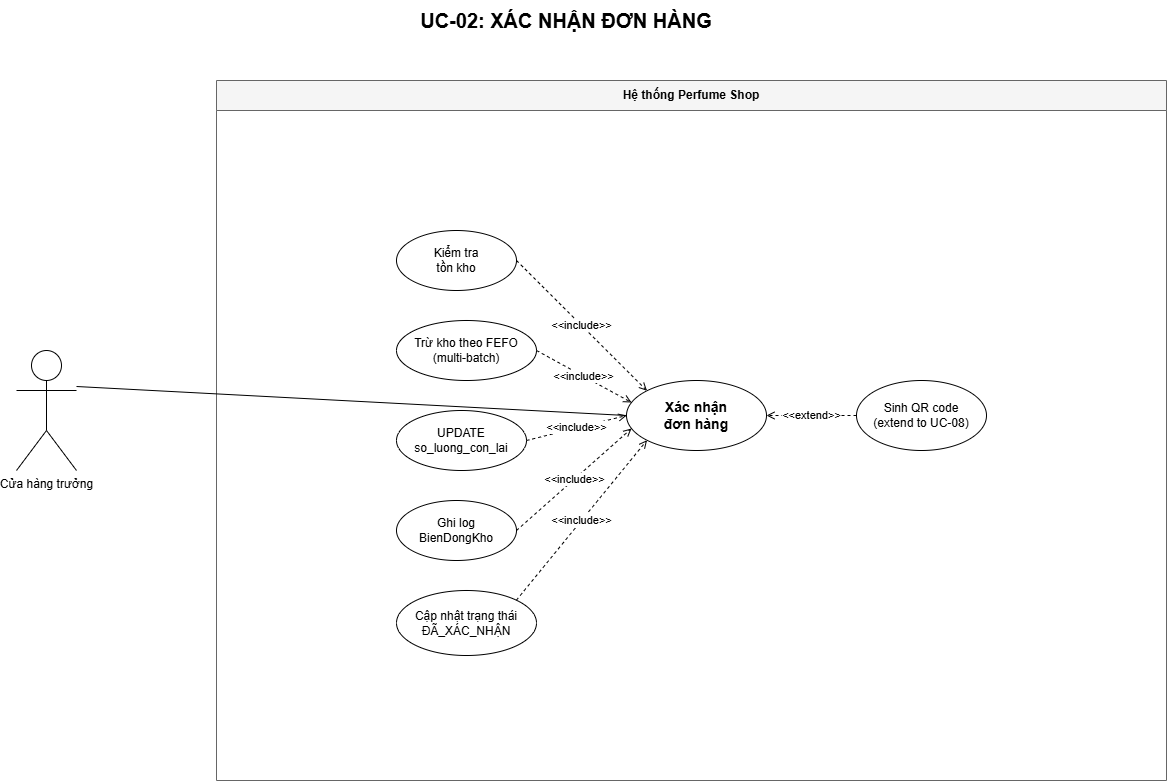 UC-02: XÁC NHẬN ĐƠN HÀNG
Hệ thống Perfume Shop
Kiểm tra
tồn kho
<<include>>
Trừ kho theo FEFO
(multi-batch)
<<include>>
Xác nhận
đơn hàng
<<extend>>
Sinh QR code
(extend to UC-08)
UPDATE
so_luong_con_lai
<<include>>
Cửa hàng trưởng
<<include>>
Ghi log
BienDongKho
<<include>>
Cập nhật trạng thái
ĐÃ_XÁC_NHẬN